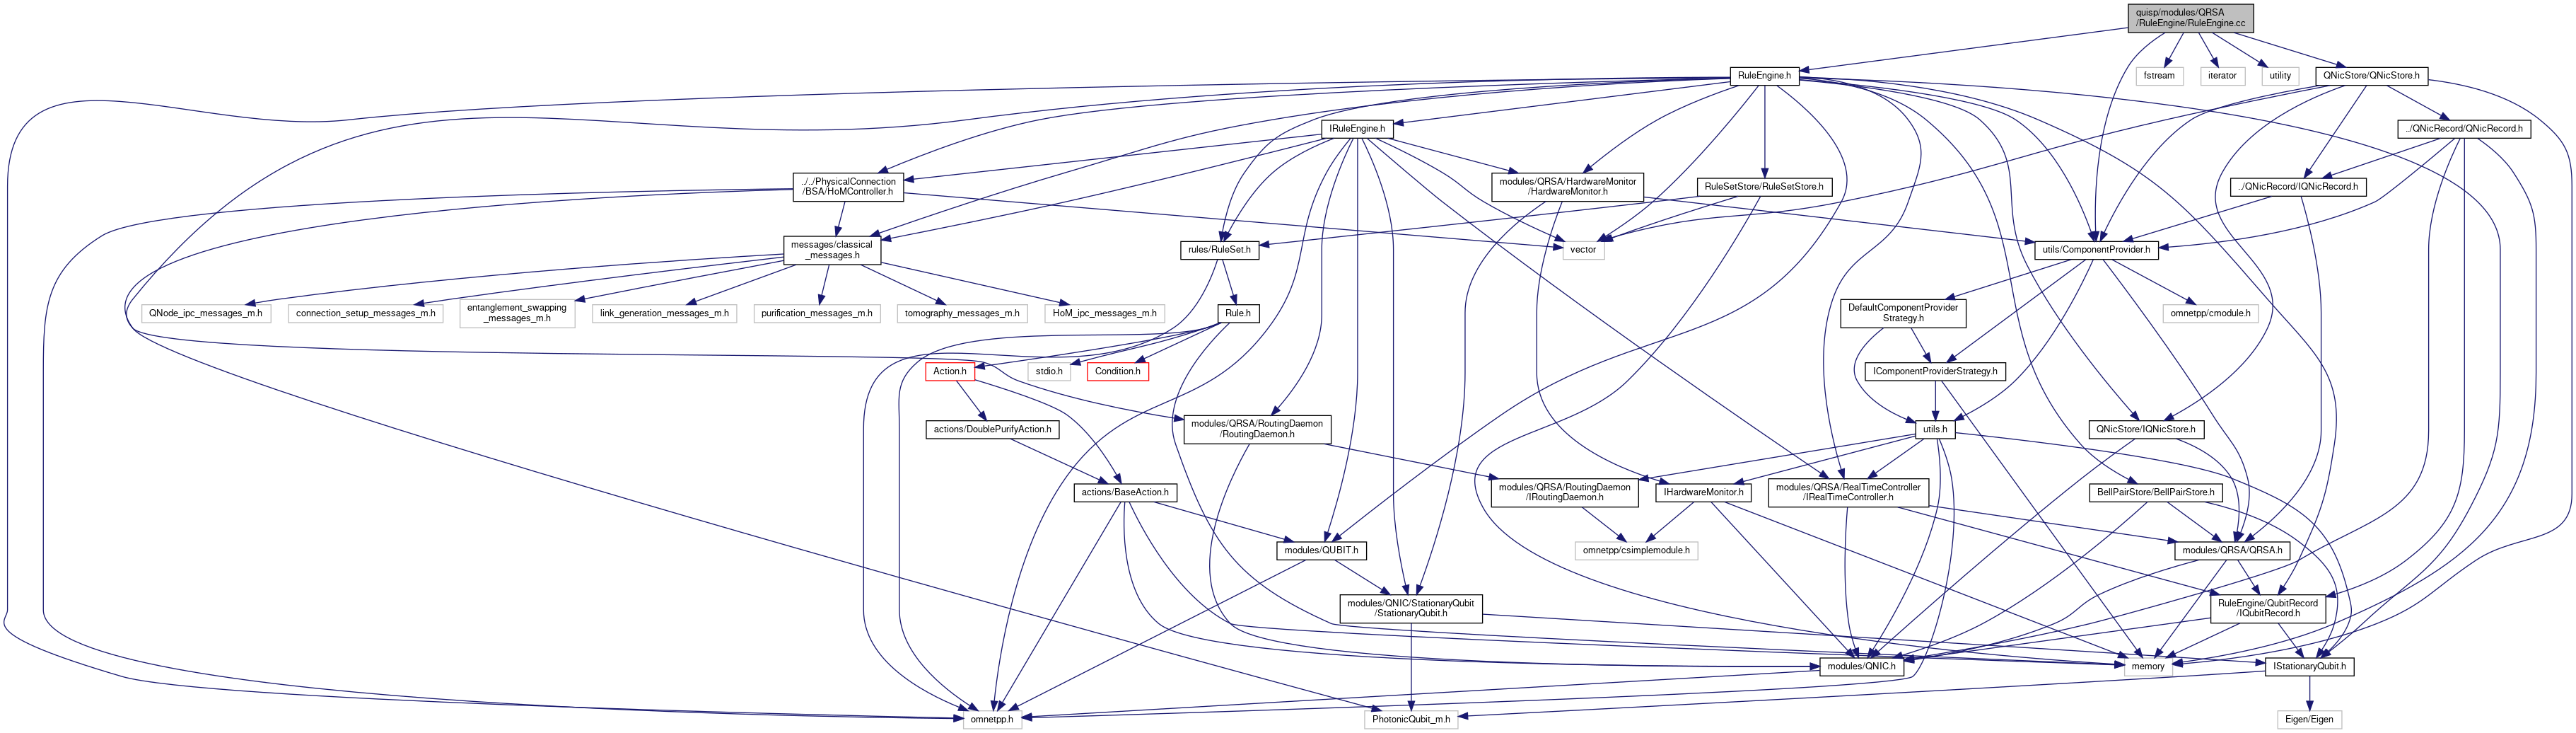 quisp/modules/QRSA
/RuleEngine/RuleEngine.cc
RuleEngine.h
fstream
iterator
utility
QNicStore/QNicStore.h
IRuleEngine.h
../QNicRecord/QNicRecord.h
../../PhysicalConnection
/BSA/HoMController.h
modules/QRSA/HardwareMonitor
/HardwareMonitor.h
RuleSetStore/RuleSetStore.h
../QNicRecord/IQNicRecord.h
messages/classical
_messages.h
rules/RuleSet.h
vector
utils/ComponentProvider.h
QNode_ipc_messages_m.h
connection_setup_messages_m.h
entanglement_swapping
_messages_m.h
link_generation_messages_m.h
purification_messages_m.h
tomography_messages_m.h
HoM_ipc_messages_m.h
Rule.h
DefaultComponentProvider
Strategy.h
omnetpp/cmodule.h
Action.h
stdio.h
Condition.h
IComponentProviderStrategy.h
actions/DoublePurifyAction.h
modules/QRSA/RoutingDaemon
/RoutingDaemon.h
utils.h
QNicStore/IQNicStore.h
actions/BaseAction.h
modules/QRSA/RoutingDaemon
/IRoutingDaemon.h
IHardwareMonitor.h
modules/QRSA/RealTimeController
/IRealTimeController.h
BellPairStore/BellPairStore.h
modules/QUBIT.h
omnetpp/csimplemodule.h
modules/QRSA/QRSA.h
modules/QNIC/StationaryQubit
/StationaryQubit.h
RuleEngine/QubitRecord
/IQubitRecord.h
modules/QNIC.h
memory
IStationaryQubit.h
omnetpp.h
PhotonicQubit_m.h
Eigen/Eigen